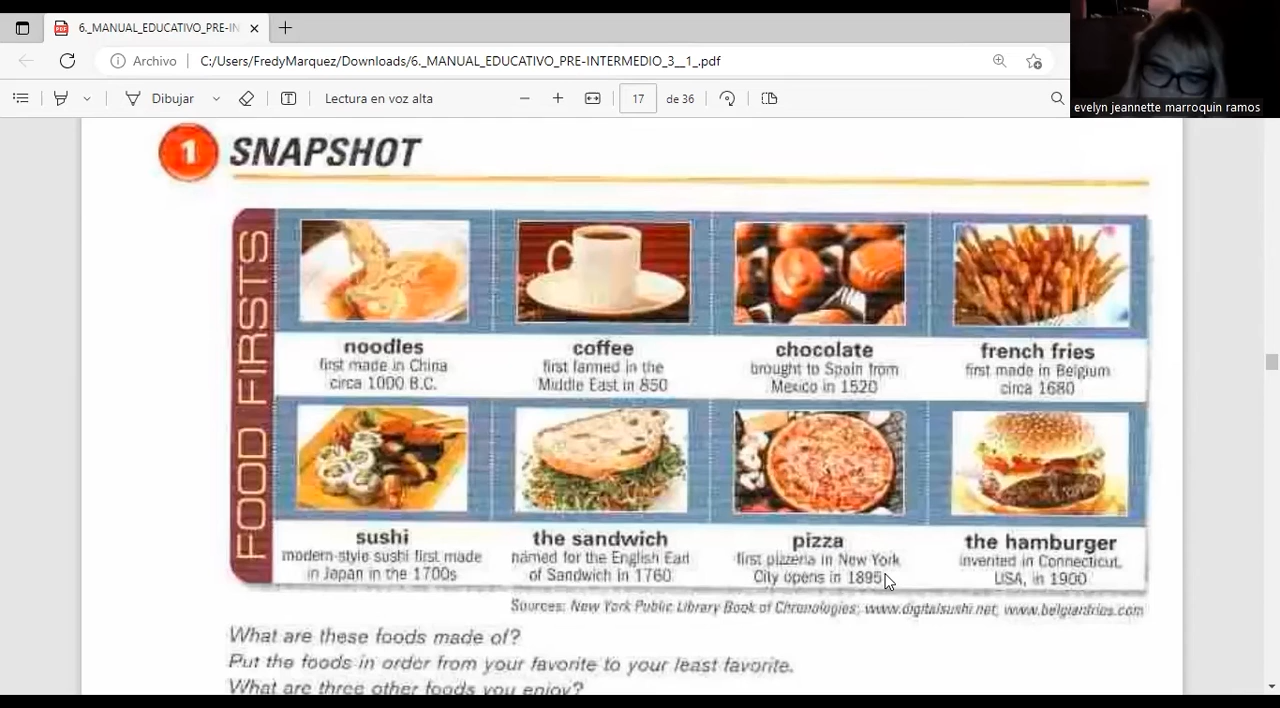 6._MANUAL_EDUCATIVO_PRE-IN
Archivo
C:/Users/FredyMarquez/Downloads/6._MANUAL_EDUCATIVO_PRE-INTERMEDIO_3__1_.pdf
evelyn jeannette marroquin ramos
Dibujar
Lectura en voz alta
17
de 36
1 SNAPSHOT
FOOD FIRSTS
noodles
first made in China
circa 1000 B.C.
coffee
first farmed in the
Middle East in 850
chocolate
brought to Spain from
Mexico in 1520
french fries
first made in Belgium
circa 1680
sushi
modern-style sushi first made
in Japan in the 1700s
the sandwich
named for the English Earl
of Sandwich in 1760
pizza
first pizzeria in New York
City opens in 1895
the hamburger
invented in Connecticut,
USA, in 1900
Sources: New York Public Library Book of Chronologies; www.digitalsushi.net; www.belgianfries.com
What are these foods made of?
Put the foods in order from your favorite to your least favorite.
What are three other foods you enjoy?